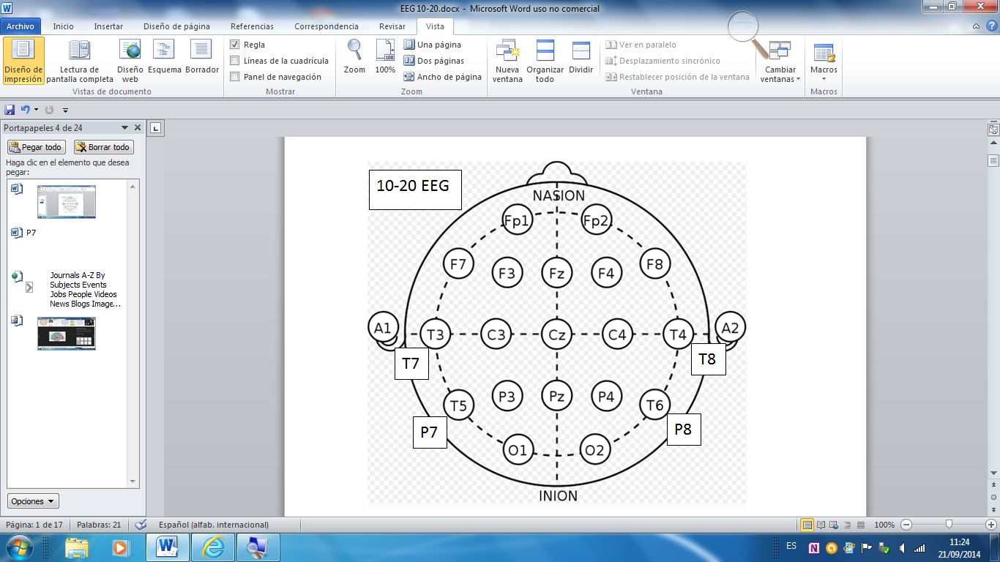 EEG 10-20.docx - Microsoft Word uso no comercial
Archivo Inicio Insertar Diseño de página Referencias Correspondencia Revisar Vista
Diseño de impresión
Lectura de pantalla completa
Diseño web
Esquema
Borrador
Vistas de documento
Regla
Líneas de la cuadrícula
Panel de navegación
Mostrar
Zoom
100
100%
Una página
Dos páginas
Ancho de página
Zoom
Nueva ventana
Organizar todo
Dividir
Ver en paralelo
Desplazamiento sincrónico
Restablecer posición de la ventana
Ventana
Cambiar ventanas
Macros
Macros
Portapapeles 4 de 24
Pegar todo Borrar todo
Haga clic en el elemento que desea
pegar:
P7
Journals A-Z By
Subjects Events
Jobs People Videos
News Blogs Image...
Opciones
10-20 EEG
NASION
Fp1 Fp2
F7 F3 Fz F4 F8
A1 T3 C3 Cz C4 T4 A2
T7 T8
T5 P3 Pz P4 T6
P7 P8
O1 O2
INION
Página: 1 de 17 Palabras: 21 Español (alfab. internacional) 100%
ES 11:24
21/09/2014